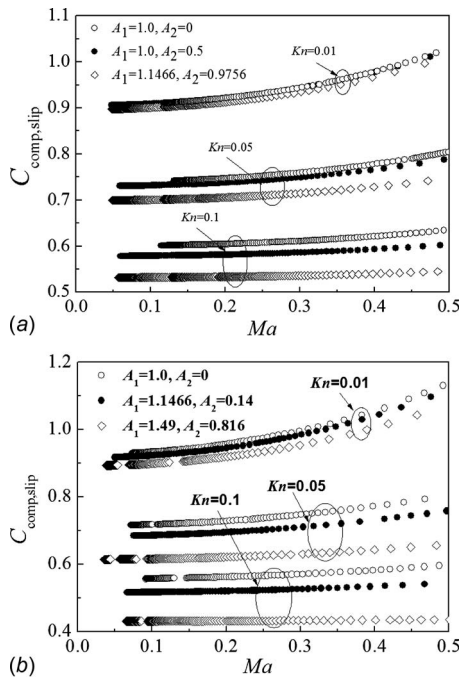 1.0
0.9
0.8
0.7
0.6
0.5
C comp,slip
○ A1=1.0, A2=0
● A1=1.0, A2=0.5
◇ A1=1.1466, A2=0.9756
Kn=0.01
Kn=0.05
Kn=0.1
0.0 0.1 0.2 0.3 0.4 0.5
Ma
(a)
1.2
1.0
0.8
0.6
0.4
C comp,slip
○ A1=1.0, A2=0
● A1=1.1466, A2=0.14
◇ A1=1.49, A2=0.816
Kn=0.01
Kn=0.05
Kn=0.1
0.0 0.1 0.2 0.3 0.4 0.5
Ma
(b)